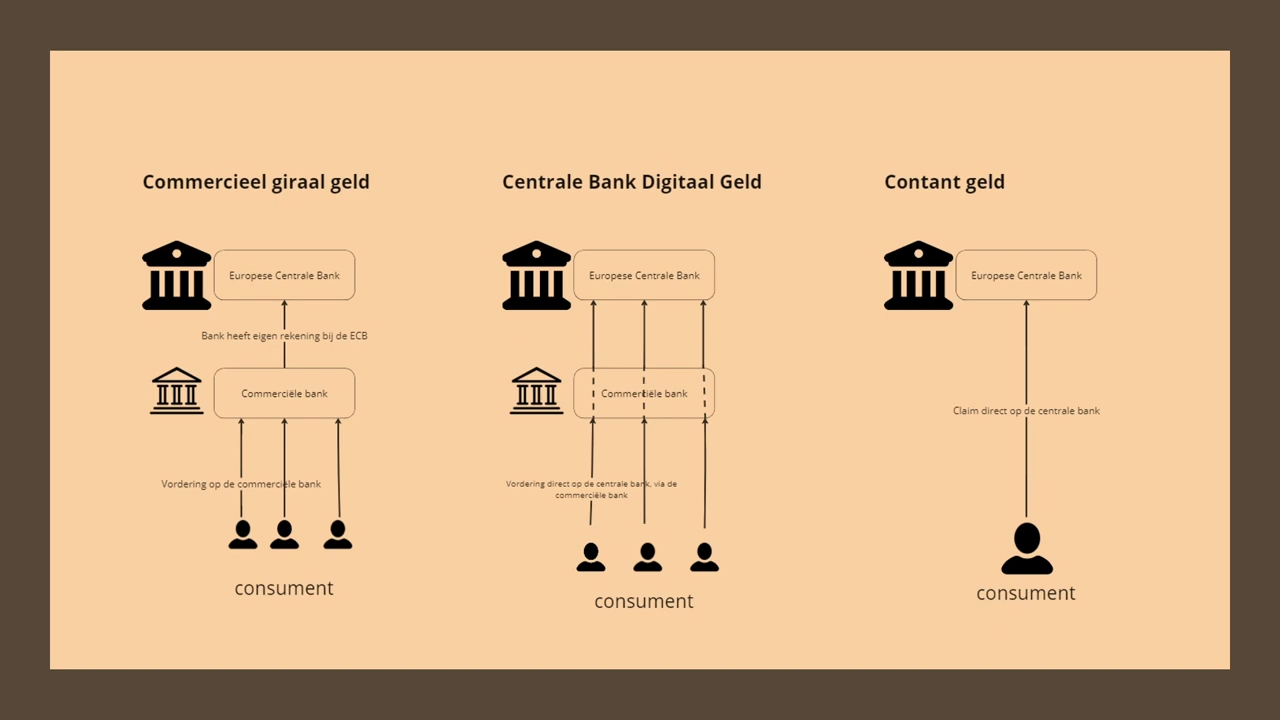 Commercieel giraal geld
Europese Centrale Bank
Bank heeft eigen rekening bij de ECB
Commerciële bank
Vordering op de commerciële bank
consument
Centrale Bank Digitaal Geld
Europese Centrale Bank
Commerciële bank
Vordering direct op de centrale bank, via de
commerciële bank
consument
Contant geld
Europese Centrale Bank
Claim direct op de centrale bank
consument